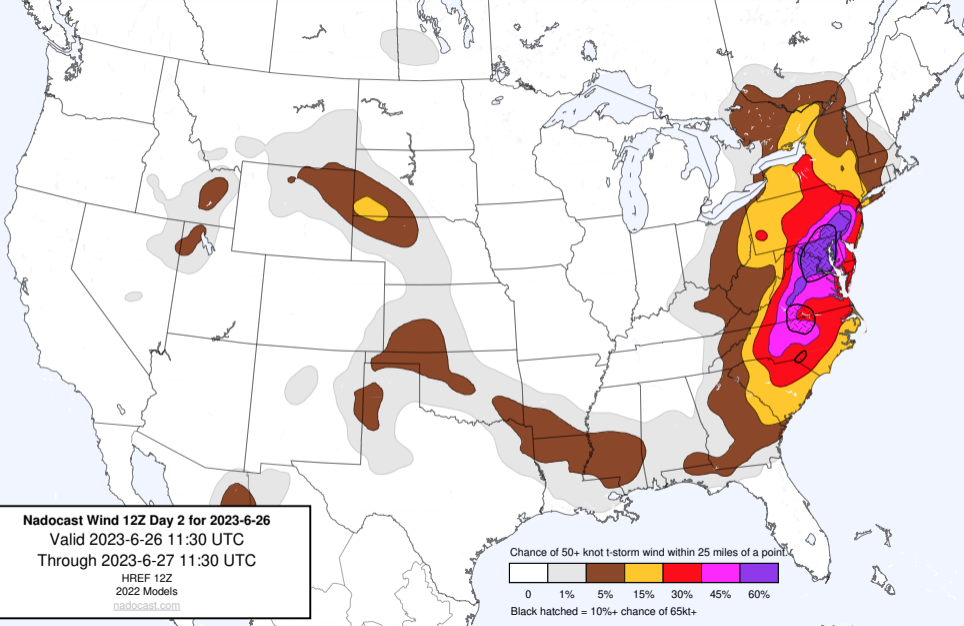 Nadocast Wind 12Z Day 2 for 2023-6-26
Valid 2023-6-26 11:30 UTC
Through 2023-6-27 11:30 UTC
HREF 12Z
2022 Models
nadocast.com
Chance of 50+ knot t-storm wind within 25 miles of a point.
0 1% 5% 15% 30% 45% 60%
Black hatched = 10%+ chance of 65kt+